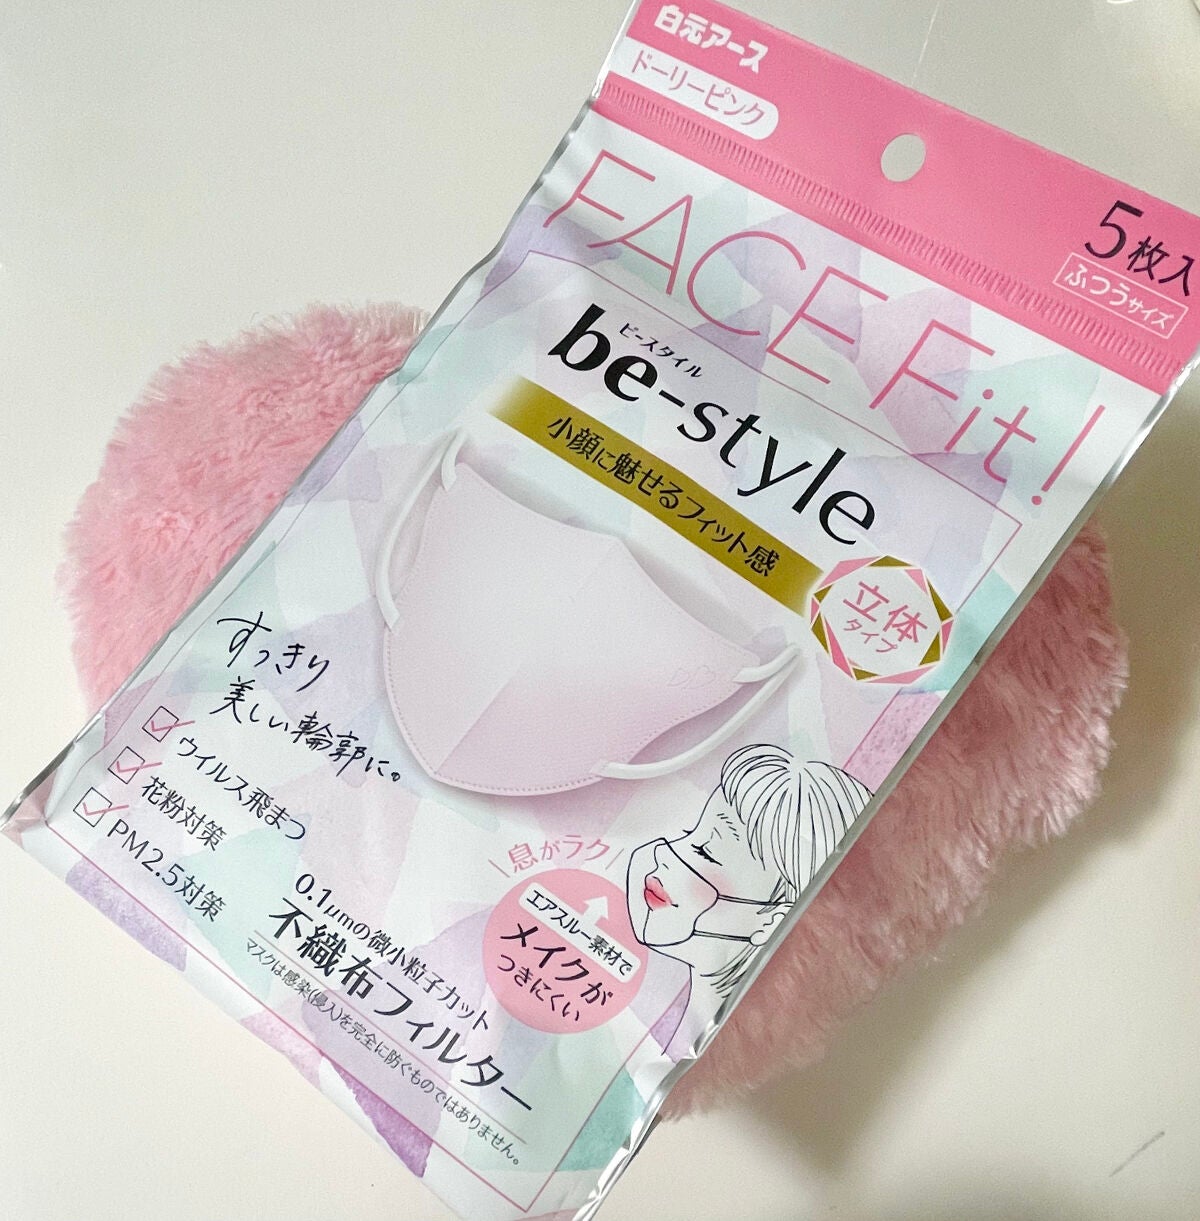 白元アース
ドーリーピンク
5枚入
ふつうサイズ
FACE Fit!
ビースタイル
be-style
小顔に魅せるフィット感
立体
タイプ
すっきり
美しい輪郭に。
ウイルス飛まつ
花粉対策
PM2.5対策
息がラク
エアスルー素材で
メイクが
つきにくい
0.1μmの微小粒子カット
不織布フィルター
マスクは感染(侵入)を完全に防ぐものではありません。